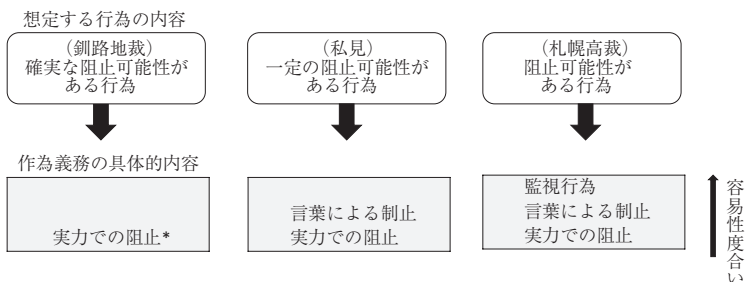 想定する行為の内容
（釧路地裁）
確実な阻止可能性が
ある行為
（私見）
一定の阻止可能性が
ある行為
（札幌高裁）
阻止可能性が
ある行為
作為義務の具体的内容
実力での阻止*
言葉による制止
実力での阻止
監視行為
言葉による制止
実力での阻止
容易性度合い